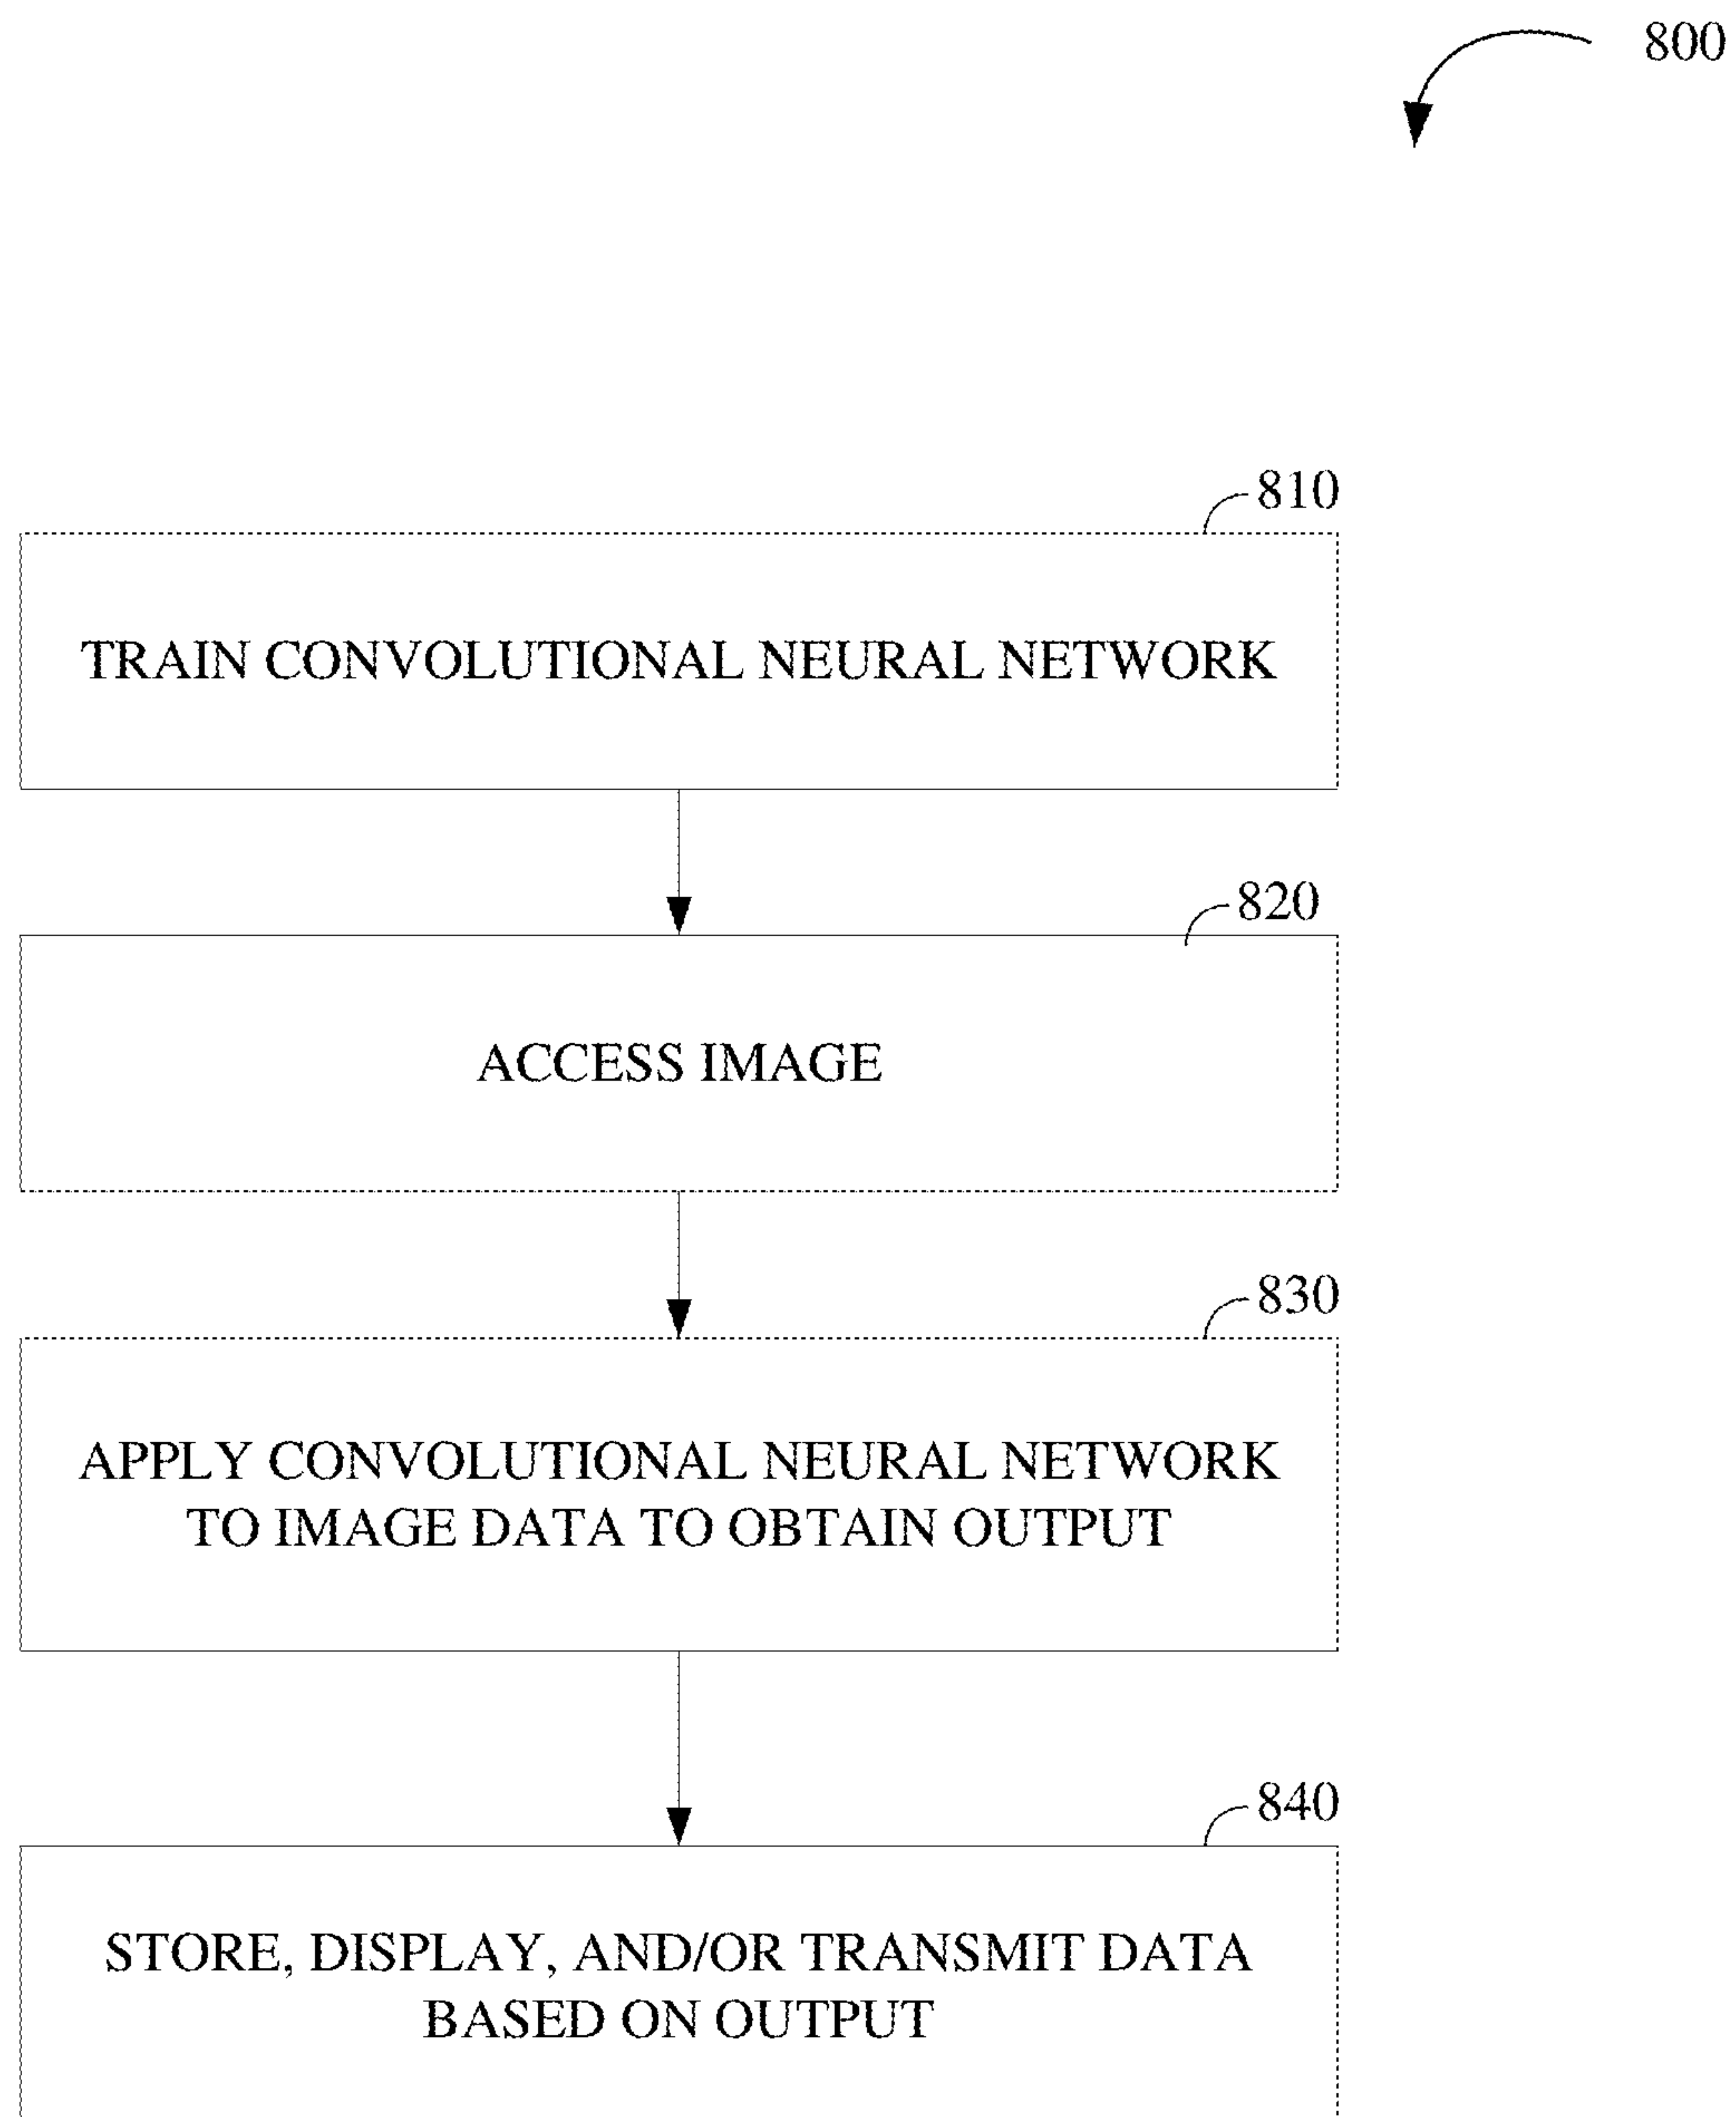 800
810
TRAIN CONVOLUTIONAL NEURAL NETWORK
820
ACCESS IMAGE
830
APPLY CONVOLUTIONAL NEURAL NETWORK
TO IMAGE DATA TO OBTAIN OUTPUT
840
STORE, DISPLAY, AND/OR TRANSMIT DATA
BASED ON OUTPUT